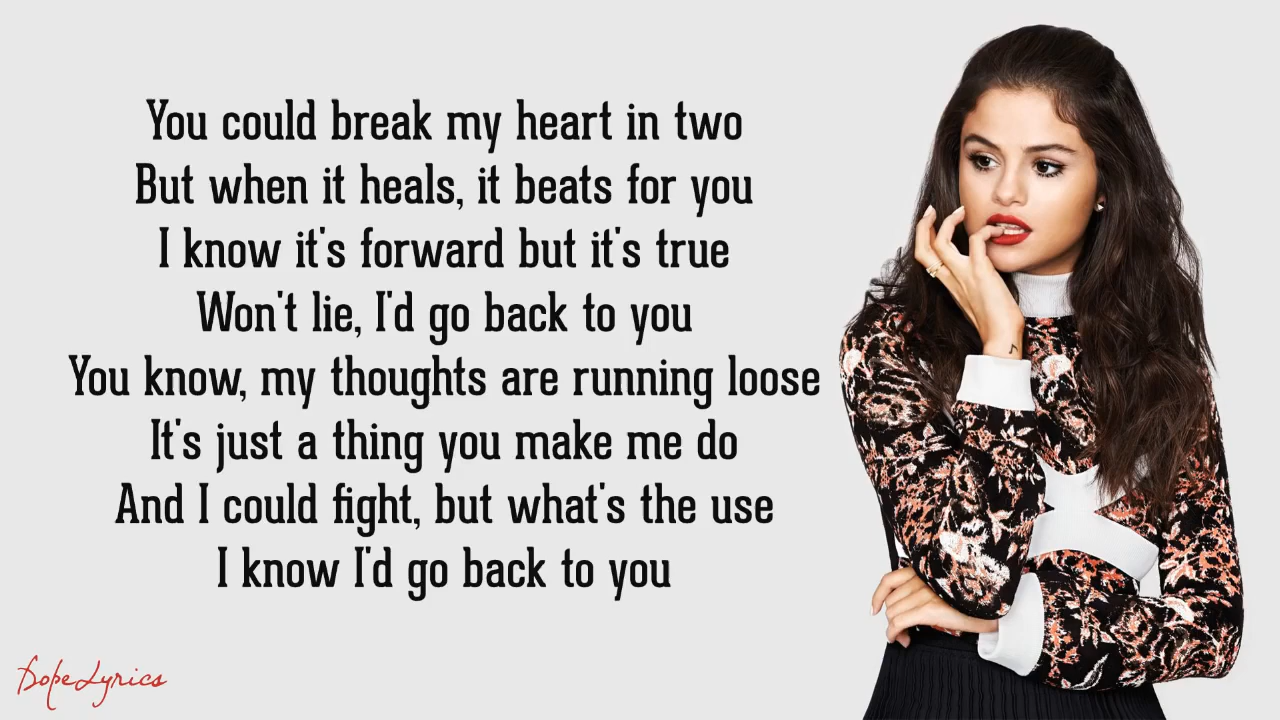 You could break my heart in two
But when it heals, it beats for you
I know it's forward but it's true
Won't lie, I'd go back to you
You know, my thoughts are running loose
It's just a thing you make me do
And I could fight, but what's the use
I know I'd go back to you
DopeLyrics